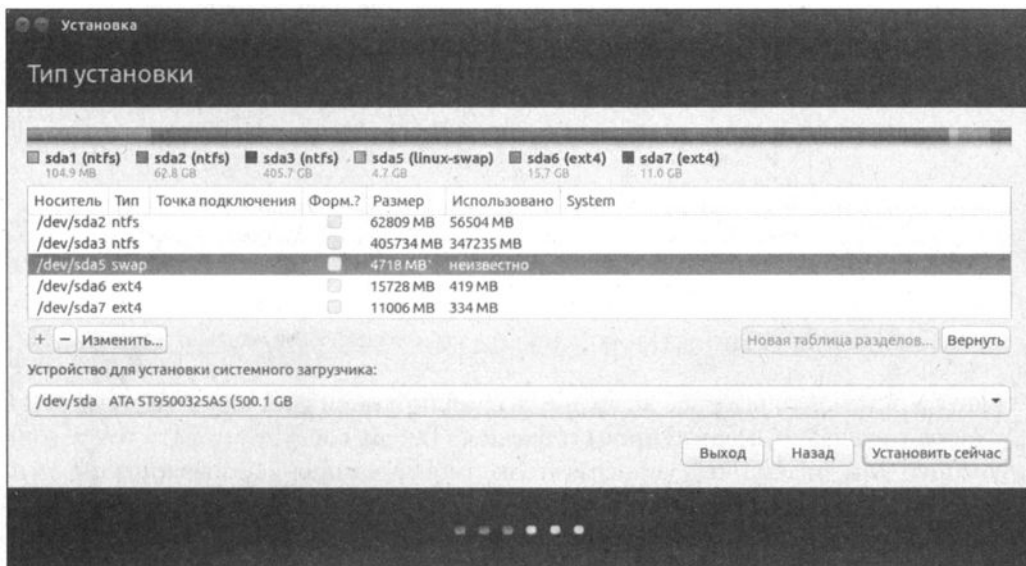 Установка
Тип установки
sda1 (ntfs) sda2 (ntfs) sda3 (ntfs) sda5 (linux-swap) sda6 (ext4) sda7 (ext4)
104.9 MB 62.8 GB 405.7 GB 4.7 GB 15.7 GB 11.0 GB
Носитель Тип Точка подключения Форм.? Размер Использовано System
/dev/sda2 ntfs 62809 MB 56504 MB
/dev/sda3 ntfs 405734 MB 347235 MB
/dev/sda5 swap 4718 MB неизвестно
/dev/sda6 ext4 15728 MB 419 MB
/dev/sda7 ext4 11006 MB 334 MB
+ − Изменить... Новая таблица разделов... Вернуть
Устройство для установки системного загрузчика:
/dev/sda ATA ST9500325AS (500.1 GB
Выход Назад Установить сейчас